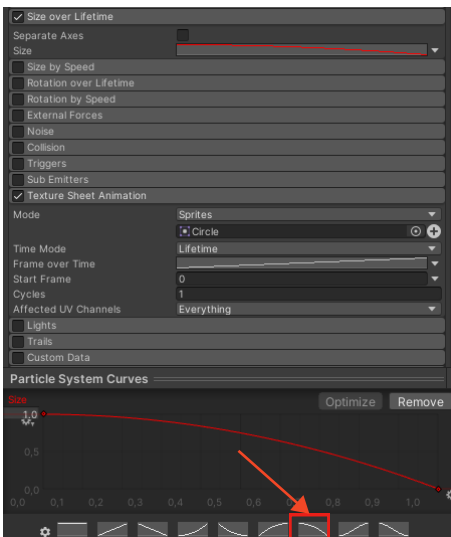 Size over Lifetime
Separate Axes
Size
Size by Speed
Rotation over Lifetime
Rotation by Speed
External Forces
Noise
Collision
Triggers
Sub Emitters
Texture Sheet Animation
Mode Sprites
Circle
Time Mode Lifetime
Frame over Time
Start Frame 0
Cycles 1
Affected UV Channels Everything
Lights
Trails
Custom Data
Particle System Curves
Size Optimize Remove
1,0
0,5
0,0
0,0 0,1 0,2 0,3 0,4 0,5 0,6 0,7 0,8 0,9 1,0